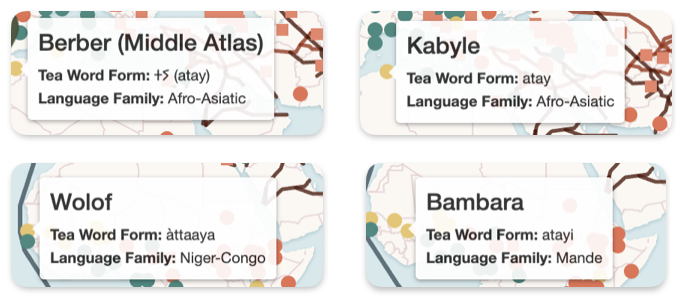 Berber (Middle Atlas)
Tea Word Form: ⵜⵢ (atay)
Language Family: Afro-Asiatic
Kabyle
Tea Word Form: atay
Language Family: Afro-Asiatic
Wolof
Tea Word Form: àttaaya
Language Family: Niger-Congo
Bambara
Tea Word Form: atayi
Language Family: Mande